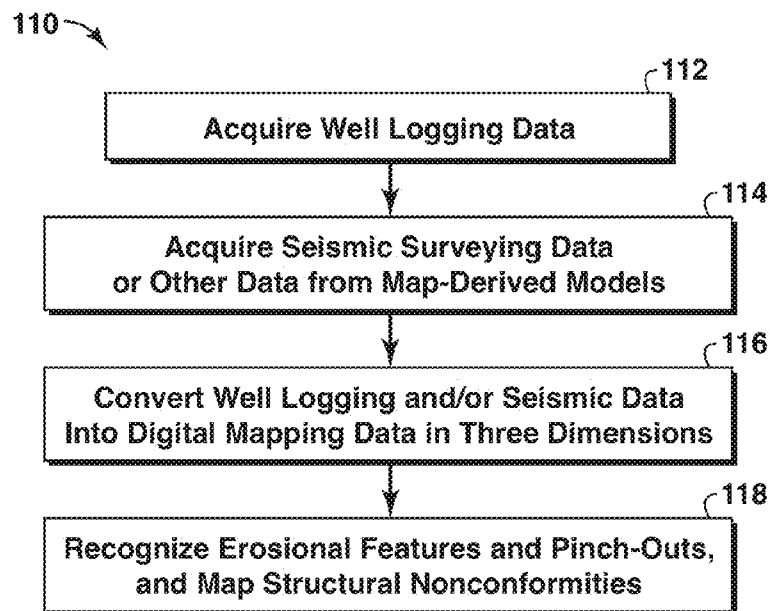 110
112
Acquire Well Logging Data
114
Acquire Seismic Surveying Data
or Other Data from Map-Derived Models
116
Convert Well Logging and/or Seismic Data
Into Digital Mapping Data in Three Dimensions
118
Recognize Erosional Features and Pinch-Outs,
and Map Structural Nonconformities